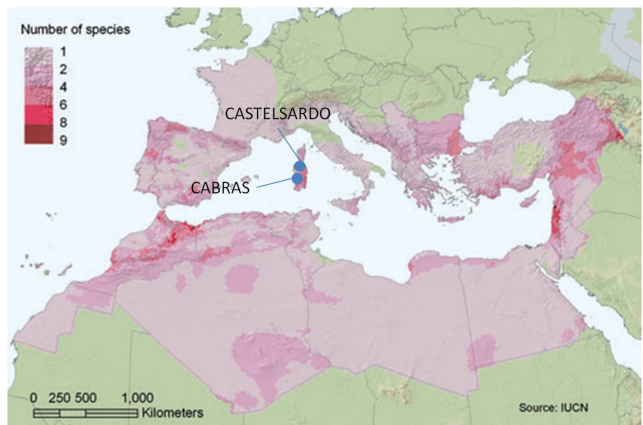 Number of species
1
2
4
6
8
9
CASTELSARDO
CABRAS
0 250 500 1,000
Kilometers
Source: IUCN